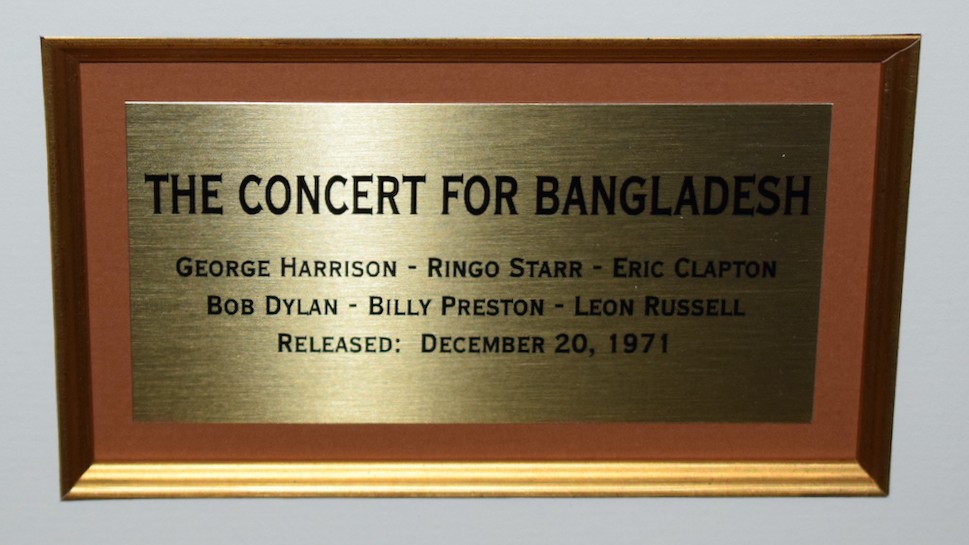 THE CONCERT FOR BANGLADESH
GEORGE HARRISON - RINGO STARR - ERIC CLAPTON
BOB DYLAN - BILLY PRESTON - LEON RUSSELL
RELEASED: DECEMBER 20, 1971